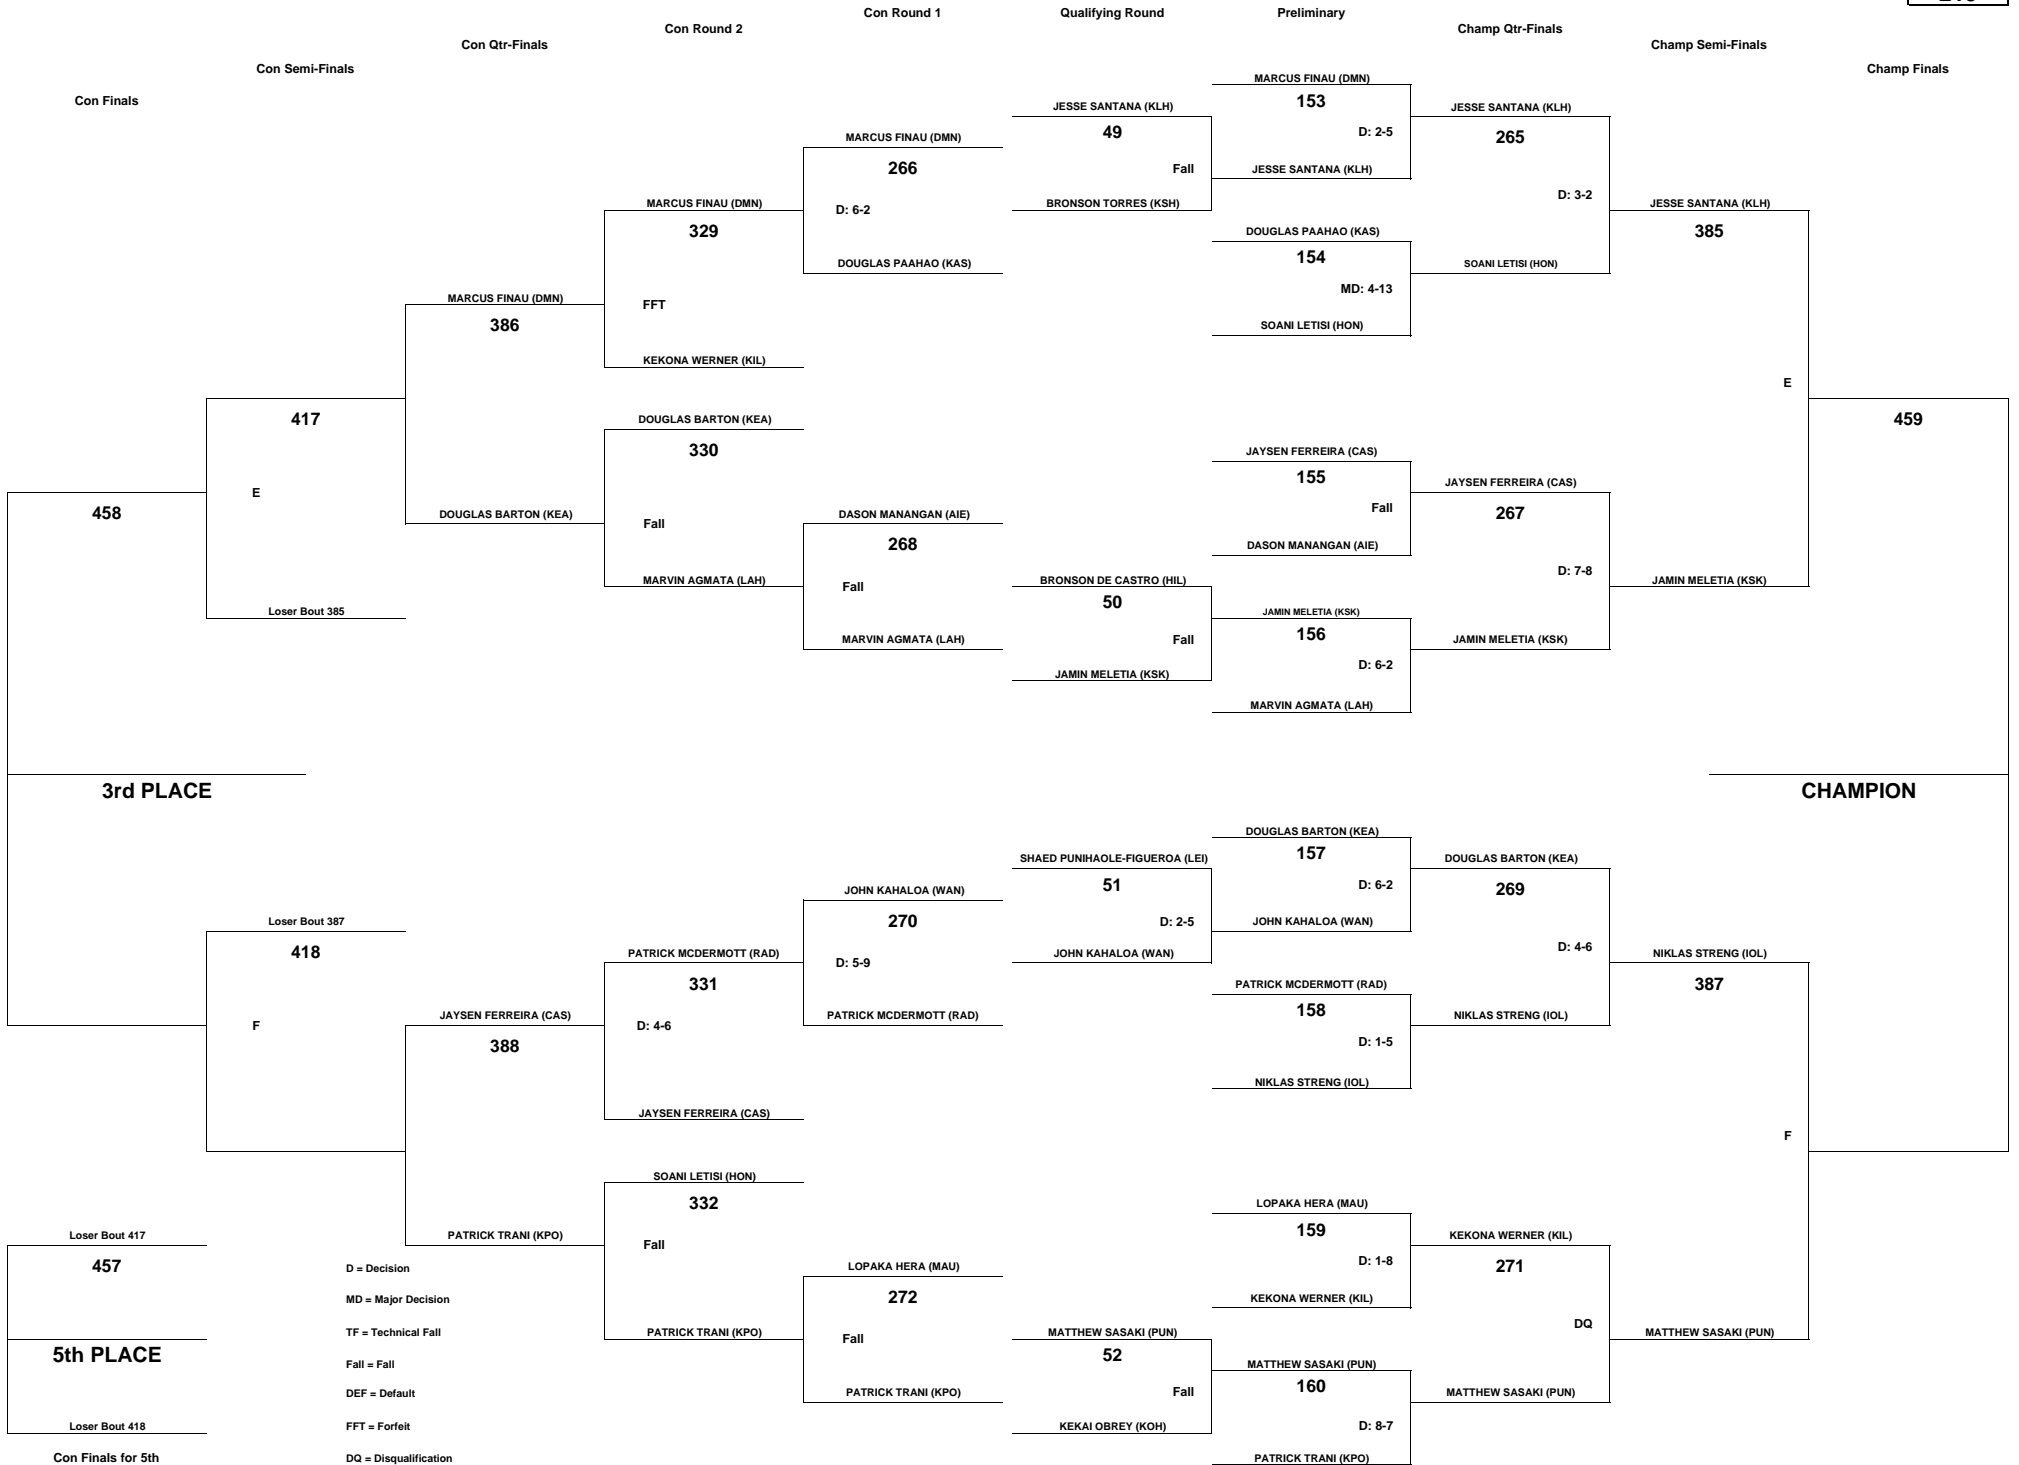 Con Round 1
Qualifying Round
Preliminary
Con Round 2
Champ Qtr-Finals
Con Qtr-Finals
Champ Semi-Finals
Con Semi-Finals
Champ Finals
Con Finals
MARCUS FINAU (DMN)
153
D: 2-5
JESSE SANTANA (KLH)
JESSE SANTANA (KLH)
49
Fall
BRONSON TORRES (KSH)
JESSE SANTANA (KLH)
265
D: 3-2
SOANI LETISI (HON)
MARCUS FINAU (DMN)
266
D: 6-2
DOUGLAS PAAHAO (KAS)
MARCUS FINAU (DMN)
329
FFT
KEKONA WERNER (KIL)
DOUGLAS PAAHAO (KAS)
154
MD: 4-13
SOANI LETISI (HON)
JESSE SANTANA (KLH)
385
E
JAMIN MELETIA (KSK)
MARCUS FINAU (DMN)
386
DOUGLAS BARTON (KEA)
417
E
Loser Bout 385
459
DOUGLAS BARTON (KEA)
330
Fall
MARVIN AGMATA (LAH)
JAYSEN FERREIRA (CAS)
155
Fall
DASON MANANGAN (AIE)
JAYSEN FERREIRA (CAS)
267
D: 7-8
JAMIN MELETIA (KSK)
458
DASON MANANGAN (AIE)
268
Fall
MARVIN AGMATA (LAH)
BRONSON DE CASTRO (HIL)
50
Fall
JAMIN MELETIA (KSK)
JAMIN MELETIA (KSK)
156
D: 6-2
MARVIN AGMATA (LAH)
3rd PLACE
CHAMPION
DOUGLAS BARTON (KEA)
157
D: 6-2
JOHN KAHALOA (WAN)
SHAED PUNIHAOLE-FIGUEROA (LEI)
51
D: 2-5
JOHN KAHALOA (WAN)
DOUGLAS BARTON (KEA)
269
D: 4-6
NIKLAS STRENG (IOL)
JOHN KAHALOA (WAN)
270
D: 5-9
PATRICK MCDERMOTT (RAD)
Loser Bout 387
418
F
PATRICK MCDERMOTT (RAD)
331
D: 4-6
JAYSEN FERREIRA (CAS)
NIKLAS STRENG (IOL)
387
F
MATTHEW SASAKI (PUN)
PATRICK MCDERMOTT (RAD)
158
D: 1-5
NIKLAS STRENG (IOL)
JAYSEN FERREIRA (CAS)
388
PATRICK TRANI (KPO)
SOANI LETISI (HON)
332
Fall
PATRICK TRANI (KPO)
LOPAKA HERA (MAU)
159
D: 1-8
KEKONA WERNER (KIL)
KEKONA WERNER (KIL)
271
DQ
MATTHEW SASAKI (PUN)
LOPAKA HERA (MAU)
272
Fall
PATRICK TRANI (KPO)
MATTHEW SASAKI (PUN)
52
Fall
KEKAI OBREY (KOH)
MATTHEW SASAKI (PUN)
160
D: 8-7
PATRICK TRANI (KPO)
Loser Bout 417
457
5th PLACE
Loser Bout 418
Con Finals for 5th
D = Decision
MD = Major Decision
TF = Technical Fall
Fall = Fall
DEF = Default
FFT = Forfeit
DQ = Disqualification